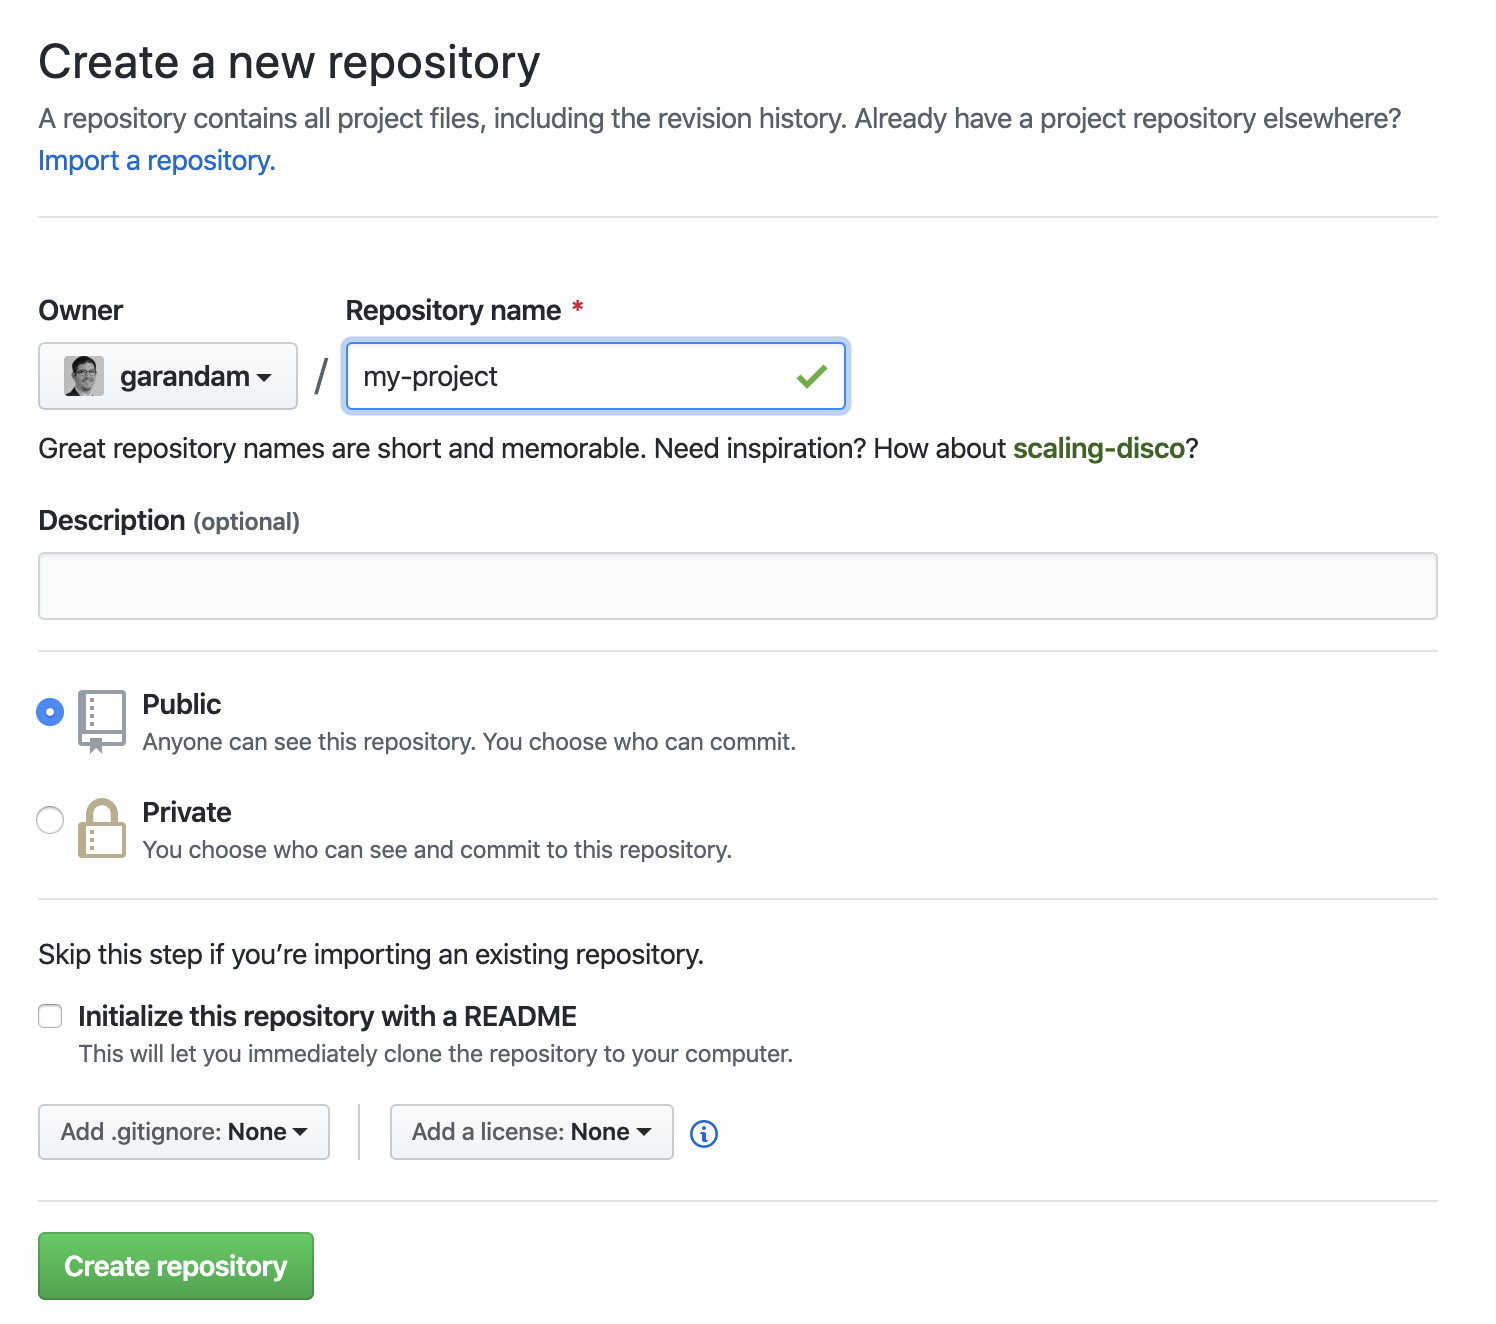 Create a new repository
A repository contains all project files, including the revision history. Already have a project repository elsewhere?
Import a repository.
Owner
Repository name *
garandam / my-project
Great repository names are short and memorable. Need inspiration? How about scaling-disco?
Description (optional)
Public
Anyone can see this repository. You choose who can commit.
Private
You choose who can see and commit to this repository.
Skip this step if you’re importing an existing repository.
Initialize this repository with a README
This will let you immediately clone the repository to your computer.
Add .gitignore: None
Add a license: None
Create repository